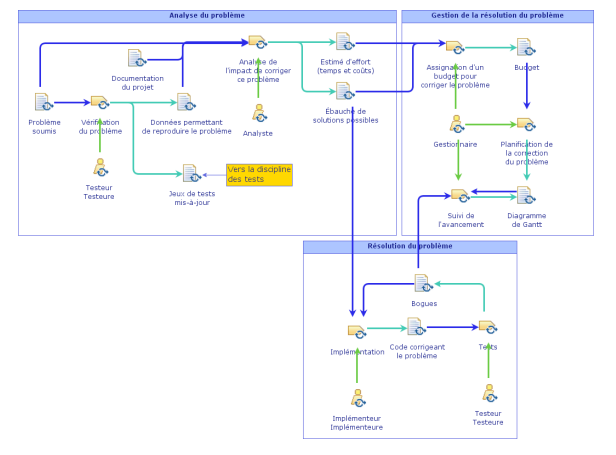 Analyse du problème
Gestion de la résolution du problème
Documentation
du projet
Analyse de
l'impact de corriger
ce problème
Estimé d'effort
(temps et coûts)
Assignation d'un
budget pour
corriger le problème
Budget
Problème
soumis
Vérification
du problème
Données permettant
de reproduire le problème
Analyste
Ébauche de
solutions possibles
Gestionnaire
Planification de
la correction
du problème
Testeur
Testeure
Jeux de tests
mis-à-jour
Vers la discipline
des tests
Suivi de
l'avancement
Diagramme
de Gantt
Résolution du problème
Bogues
Implémentation
Code corrigeant
le problème
Tests
Implémenteur
Implémenteure
Testeur
Testeure